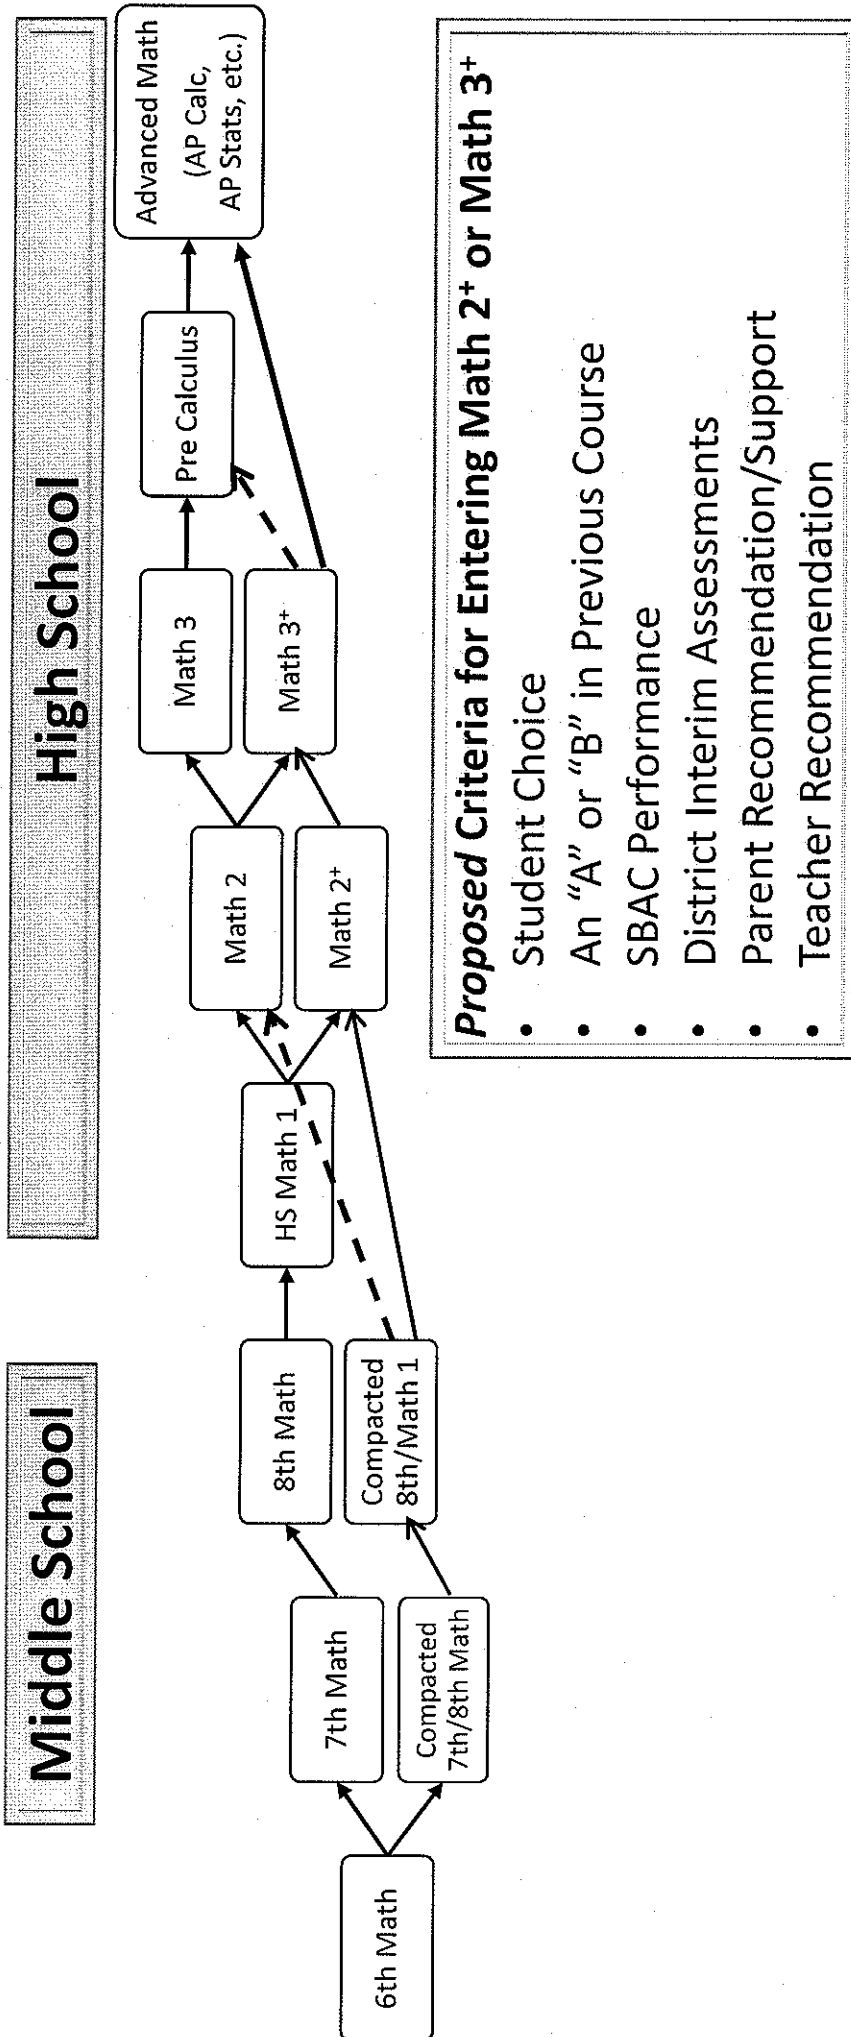 Middle School
High School
6th Math
7th Math
Compacted
7th/8th Math
8th Math
Compacted
8th/Math 1
HS Math 1
Math 2
Math 2⁺
Math 3
Math 3⁺
Pre Calculus
Advanced Math
(AP Calc,
AP Stats, etc.)
Proposed Criteria for Entering Math 2⁺ or Math 3⁺
• Student Choice
• An “A” or “B” in Previous Course
• SBAC Performance
• District Interim Assessments
• Parent Recommendation/Support
• Teacher Recommendation